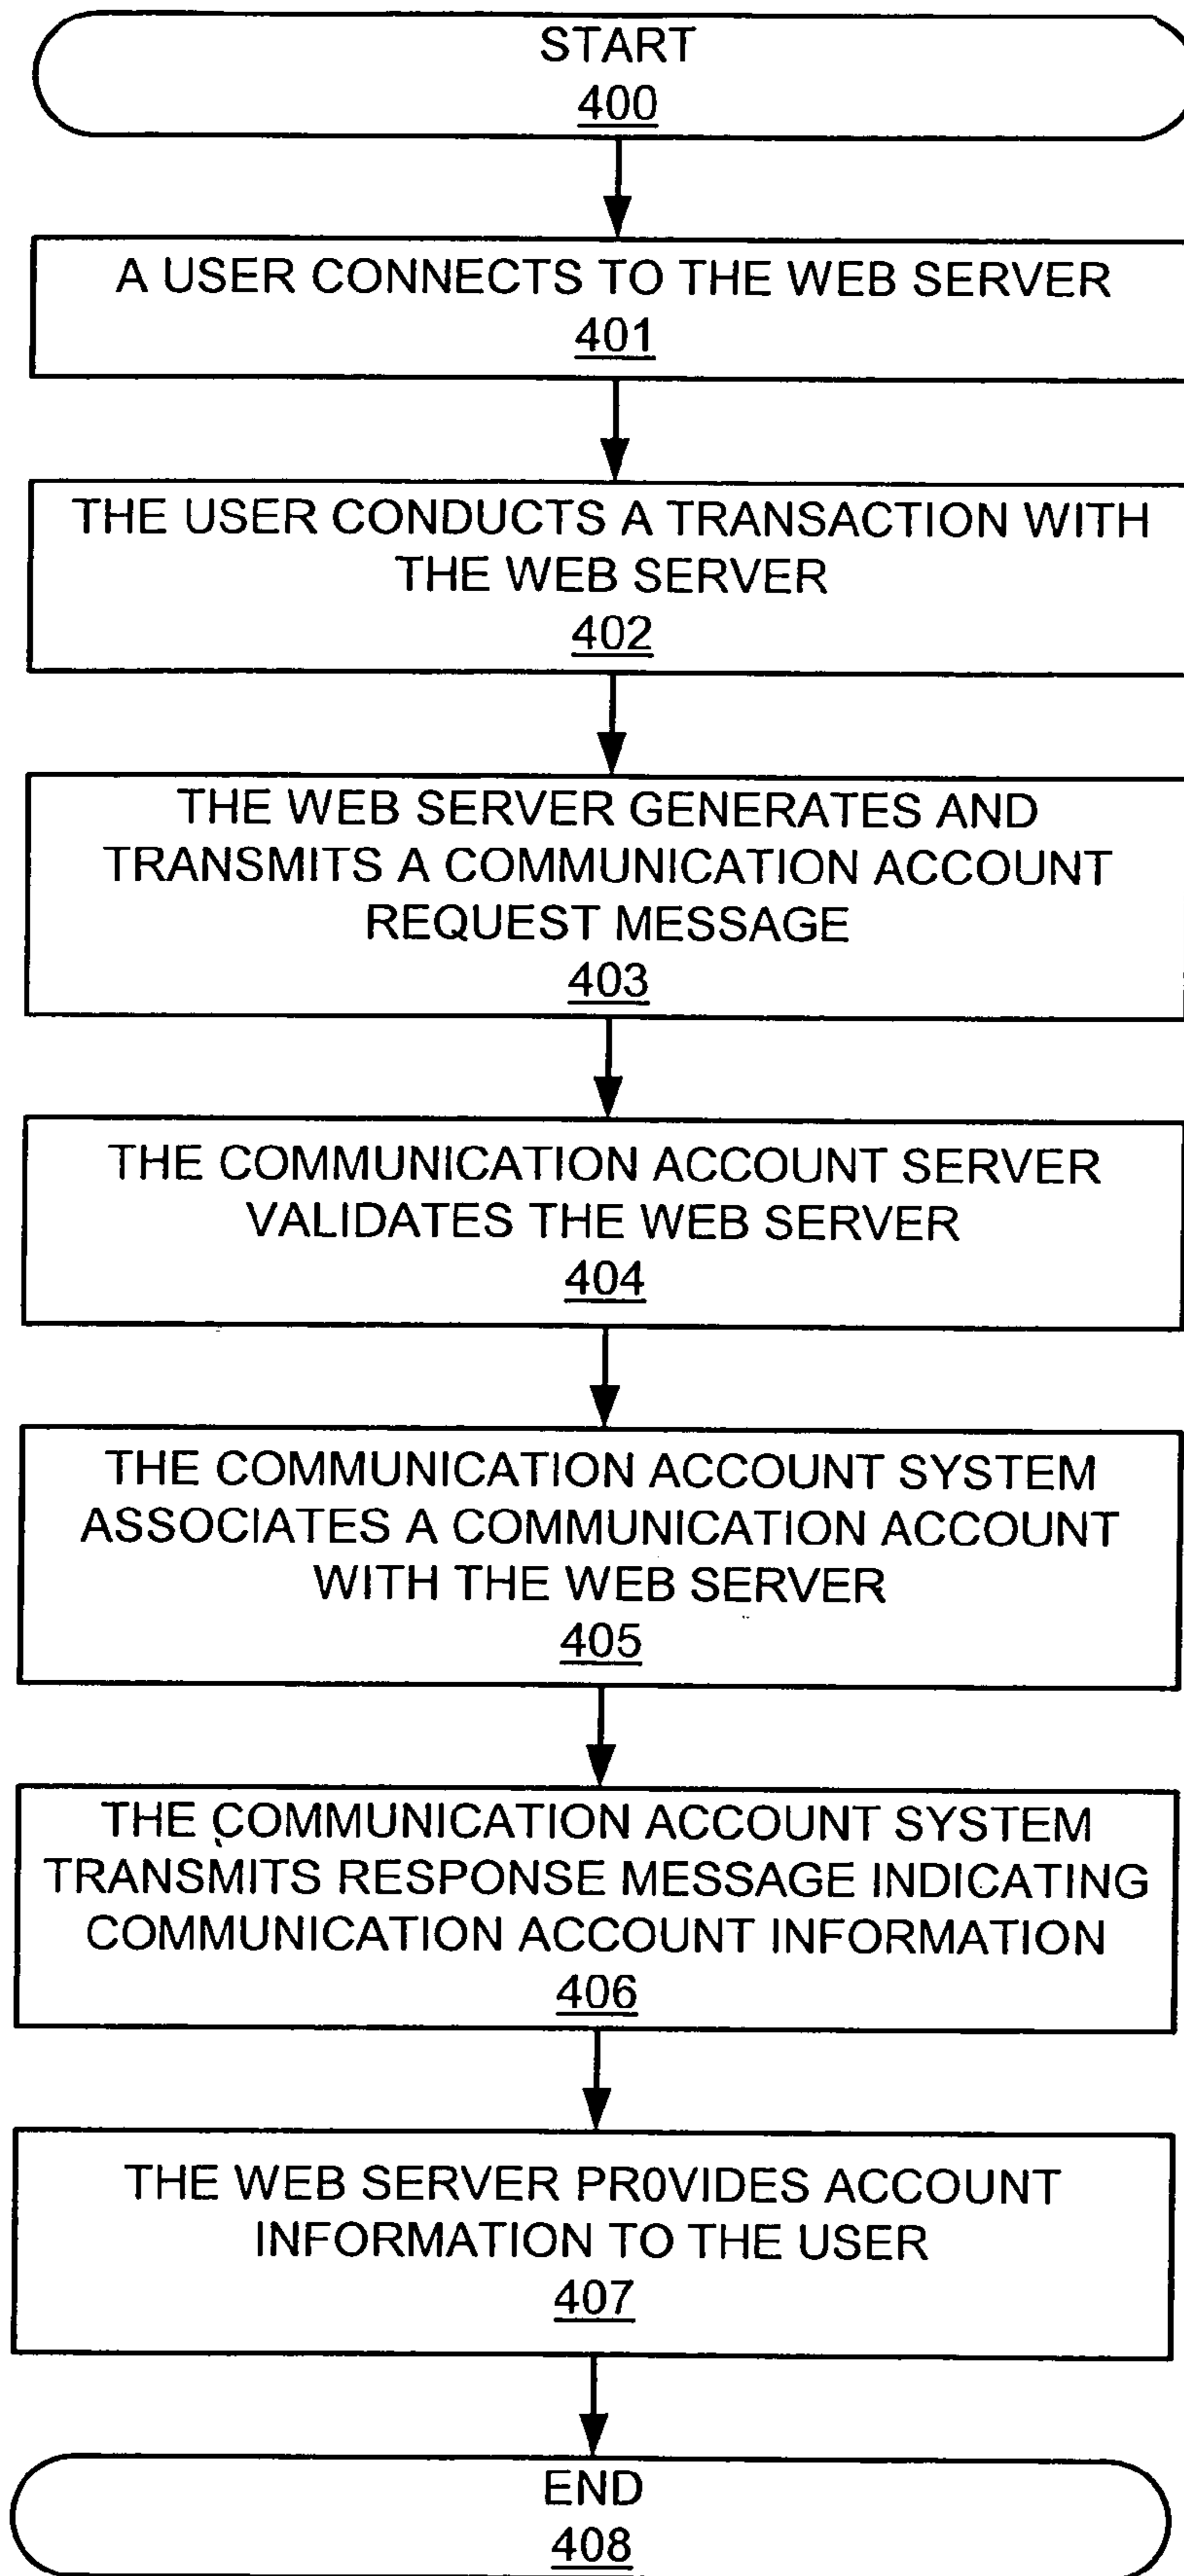 START
400
A USER CONNECTS TO THE WEB SERVER
401
THE USER CONDUCTS A TRANSACTION WITH
THE WEB SERVER
402
THE WEB SERVER GENERATES AND
TRANSMITS A COMMUNICATION ACCOUNT
REQUEST MESSAGE
403
THE COMMUNICATION ACCOUNT SERVER
VALIDATES THE WEB SERVER
404
THE COMMUNICATION ACCOUNT SYSTEM
ASSOCIATES A COMMUNICATION ACCOUNT
WITH THE WEB SERVER
405
THE COMMUNICATION ACCOUNT SYSTEM
TRANSMITS RESPONSE MESSAGE INDICATING
COMMUNICATION ACCOUNT INFORMATION
406
THE WEB SERVER PROVIDES ACCOUNT
INFORMATION TO THE USER
407
END
408